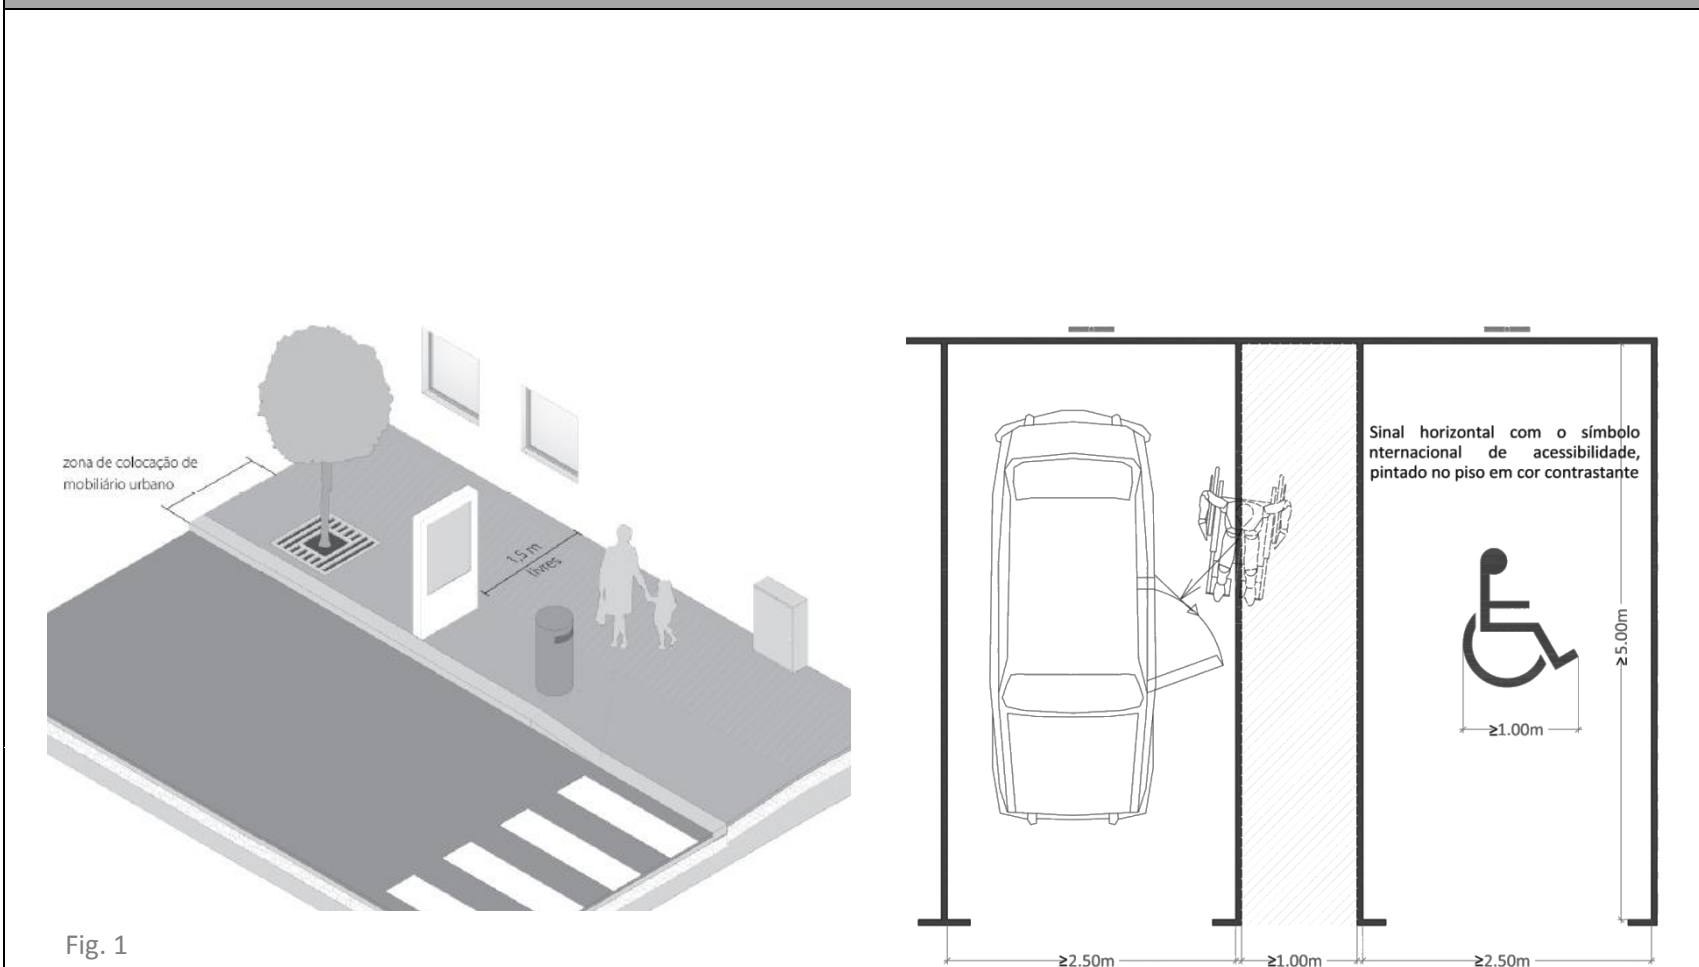 zona de colocação de
mobiliário urbano
1,5 m
livres
Fig. 1
Sinal horizontal com o símbolo
nternacional de acessibilidade,
pintado no piso em cor contrastante
≥5.00m
≥1.00m
≥2.50m
≥1.00m
≥2.50m